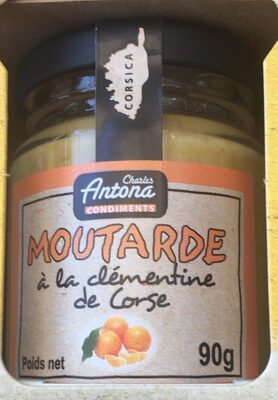 CORSICA
Charles
Antona
CONDIMENTS
MOUTARDE
à la clémentine
de Corse
Poids net
90g